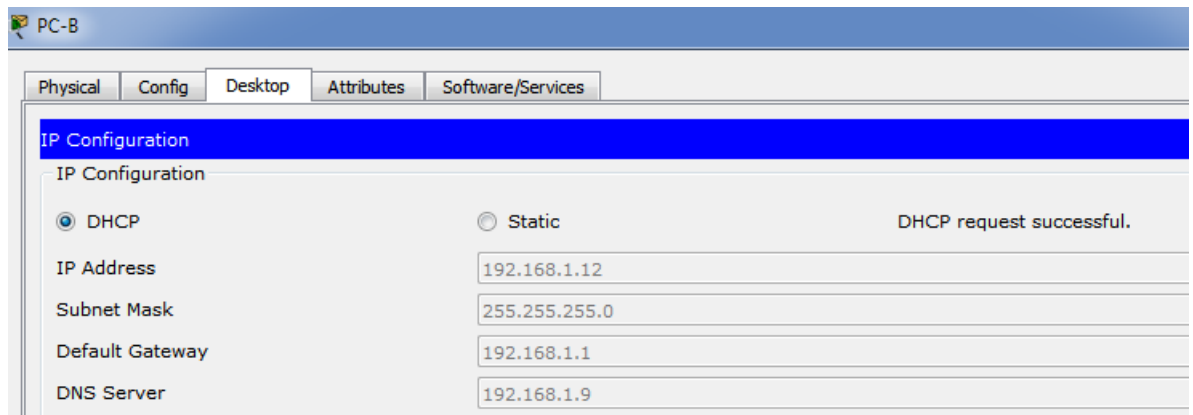 PC-B
Physical Config Desktop Attributes Software/Services
IP Configuration
IP Configuration
DHCP Static DHCP request successful.
IP Address 192.168.1.12
Subnet Mask 255.255.255.0
Default Gateway 192.168.1.1
DNS Server 192.168.1.9